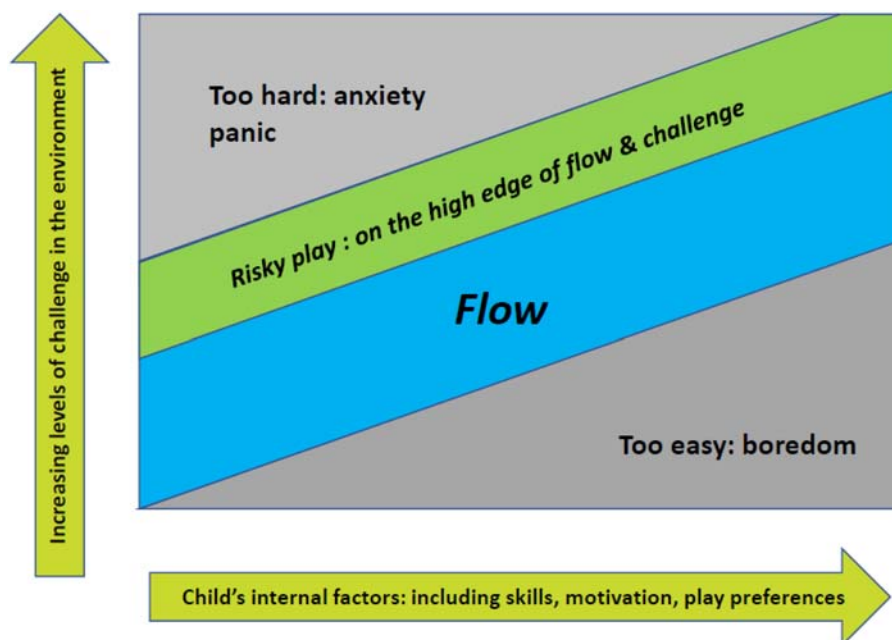 Increasing levels of challenge in the environment
Too hard: anxiety
panic
Risky play : on the high edge of flow & challenge
Flow
Too easy: boredom
Child’s internal factors: including skills, motivation, play preferences